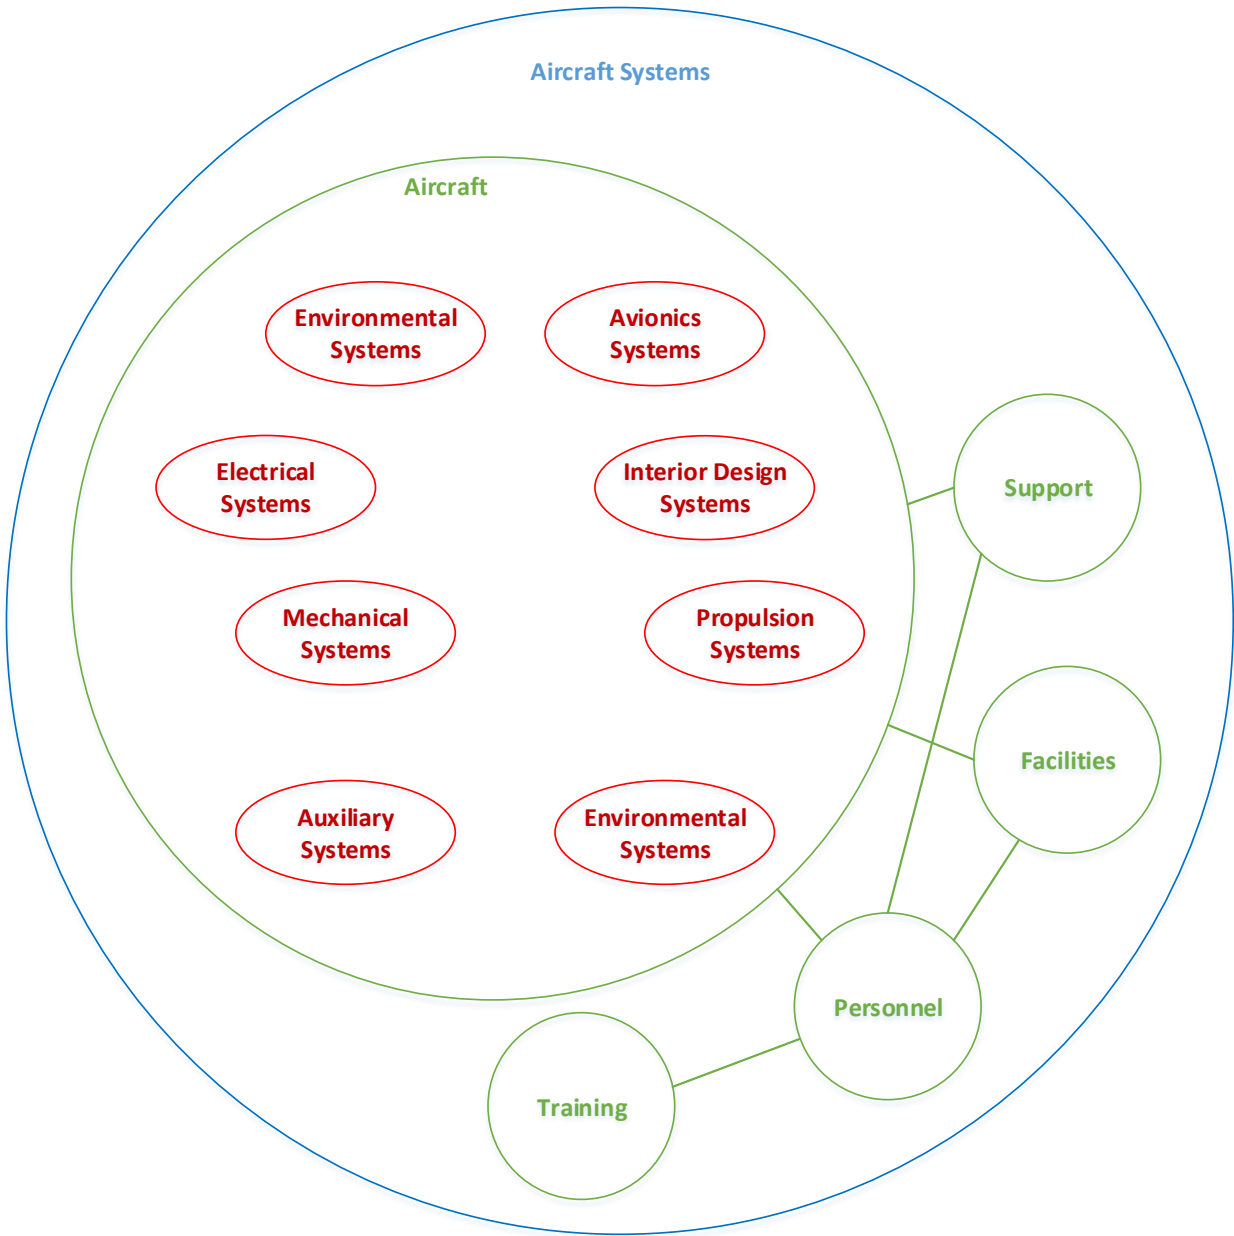 Aircraft Systems
Aircraft
Environmental
Systems
Avionics
Systems
Electrical
Systems
Interior Design
Systems
Support
Mechanical
Systems
Propulsion
Systems
Facilities
Auxiliary
Systems
Environmental
Systems
Personnel
Training